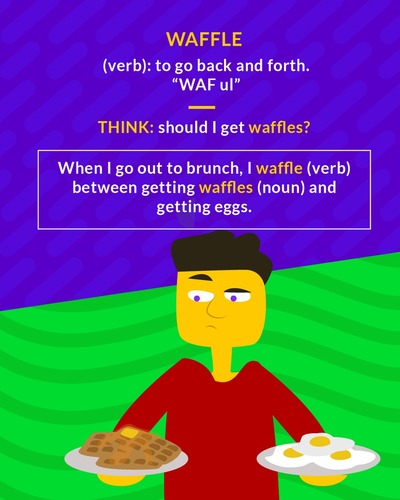 WAFFLE
(verb): to go back and forth.
“WAF ul”
THINK: should I get waffles?
When I go out to brunch, I waffle (verb)
between getting waffles (noun) and
getting eggs.